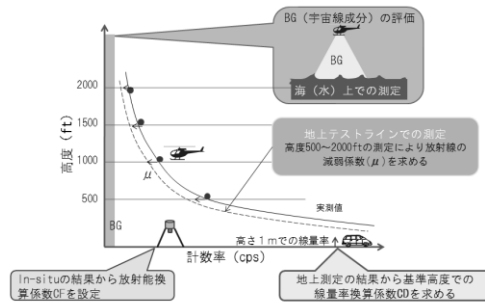 BG（宇宙線成分）の評価
BG
海（水）上での測定
高度（ft）
2000
1500
1000
500
μ
地上テストラインでの測定
高度500～2000ftの測定により放射線の
減弱係数(μ)を求める
実測値
BG
高さ1mでの線量率
計数率（cps）
In-situの結果から放射能換
算係数CFを設定
地上測定の結果から基準高度での
線量率換算係数CDを求める